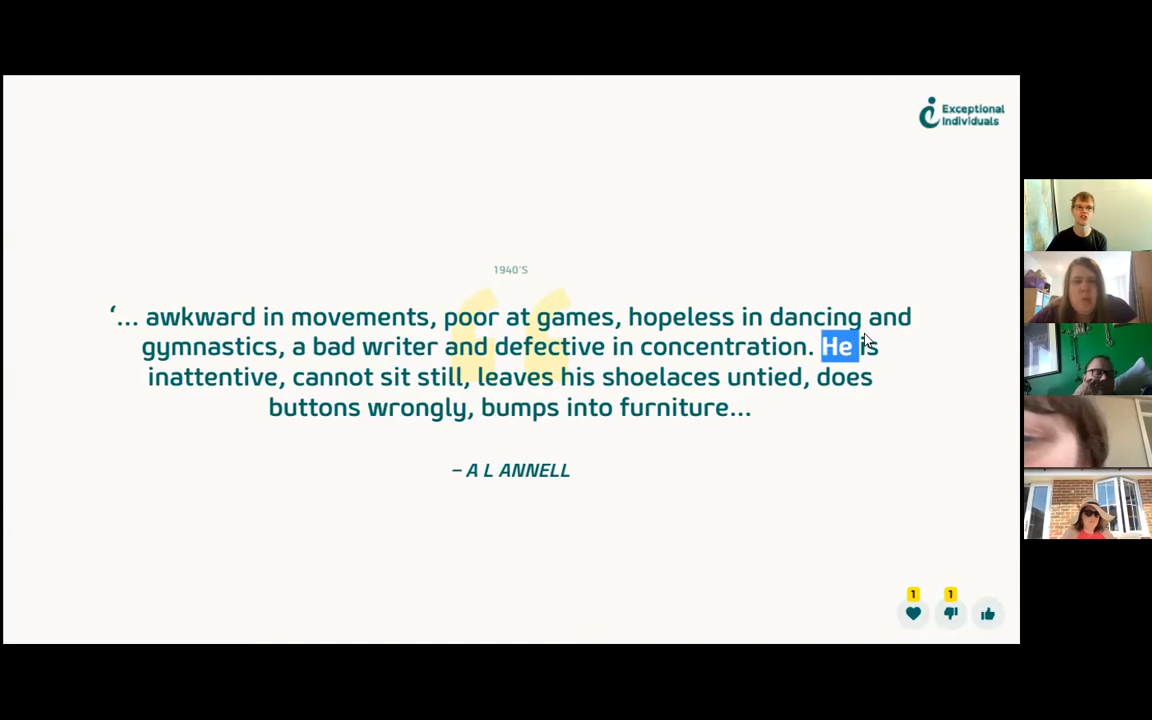 Exceptional
Individuals
1940'S
‘... awkward in movements, poor at games, hopeless in dancing and
gymnastics, a bad writer and defective in concentration. He is
inattentive, cannot sit still, leaves his shoelaces untied, does
buttons wrongly, bumps into furniture...
– A L ANNELL
1 1